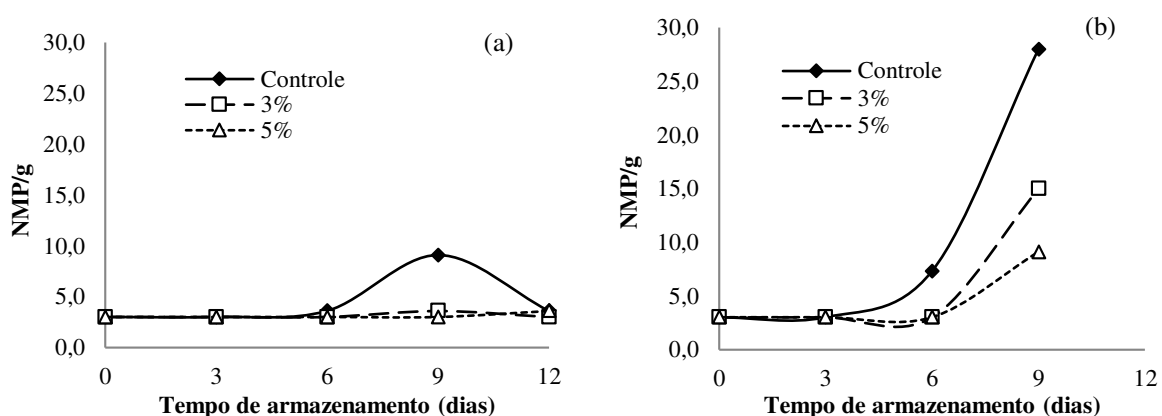 (a)
30,0
25,0
20,0
15,0
10,0
5,0
0,0
NMP/g
Controle
3%
5%
0 3 6 9 12
Tempo de armazenamento (dias)
(b)
30,0
25,0
20,0
15,0
10,0
5,0
0,0
NMP/g
Controle
3%
5%
0 3 6 9 12
Tempo de armazenamento (dias)